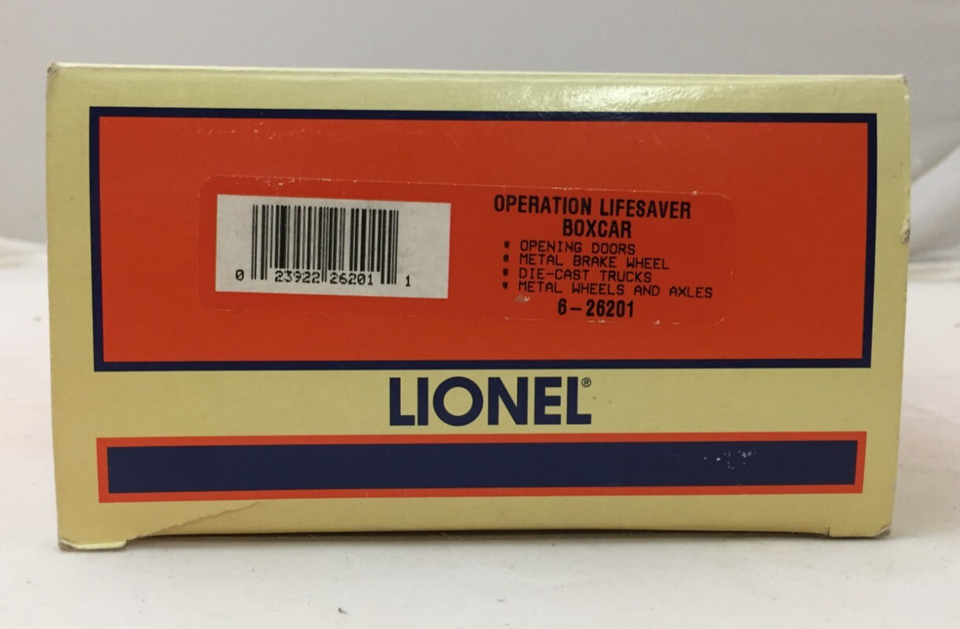 OPERATION LIFESAVER
BOXCAR
▪ OPENING DOORS
▪ METAL BRAKE WHEEL
▪ DIE-CAST TRUCKS
▪ METAL WHEELS AND AXLES
6-26201
0 23922 26201 1
LIONEL®